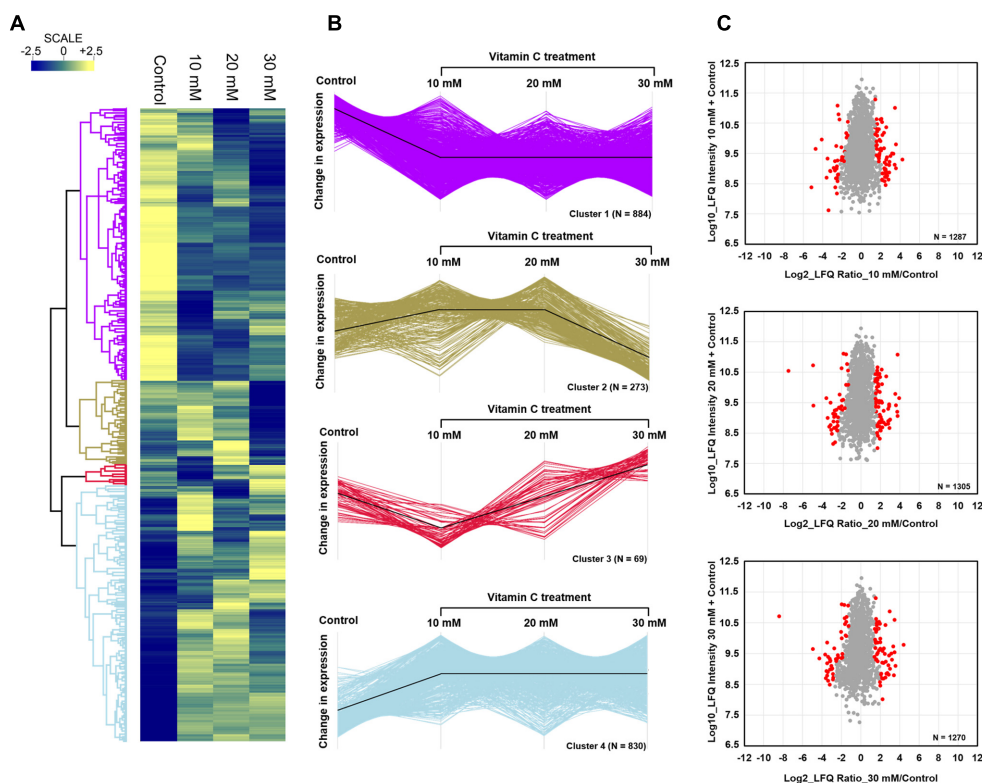 A
SCALE
-2.5 0 +2.5
Control
10 mM
20 mM
30 mM
B
Vitamin C treatment
Control 10 mM 20 mM 30 mM
Change in expression
Cluster 1 (N = 884)
Vitamin C treatment
Control 10 mM 20 mM 30 mM
Change in expression
Cluster 2 (N = 273)
Vitamin C treatment
Control 10 mM 20 mM 30 mM
Change in expression
Cluster 3 (N = 69)
Vitamin C treatment
Control 10 mM 20 mM 30 mM
Change in expression
Cluster 4 (N = 830)
C
Log10_LFQ Intensity 10 mM + Control
12.5
11.5
10.5
9.5
8.5
7.5
6.5
N = 1287
-12 -10 -8 -6 -4 -2 0 2 4 6 8 10 12
Log2_LFQ Ratio_10 mM/Control
Log10_LFQ Intensity 20 mM + Control
12.5
11.5
10.5
9.5
8.5
7.5
6.5
N = 1305
-12 -10 -8 -6 -4 -2 0 2 4 6 8 10 12
Log2_LFQ Ratio_20 mM/Control
Log10_LFQ Intensity 30 mM + Control
12.5
11.5
10.5
9.5
8.5
7.5
6.5
N = 1270
-12 -10 -8 -6 -4 -2 0 2 4 6 8 10 12
Log2_LFQ Ratio_30 mM/Control